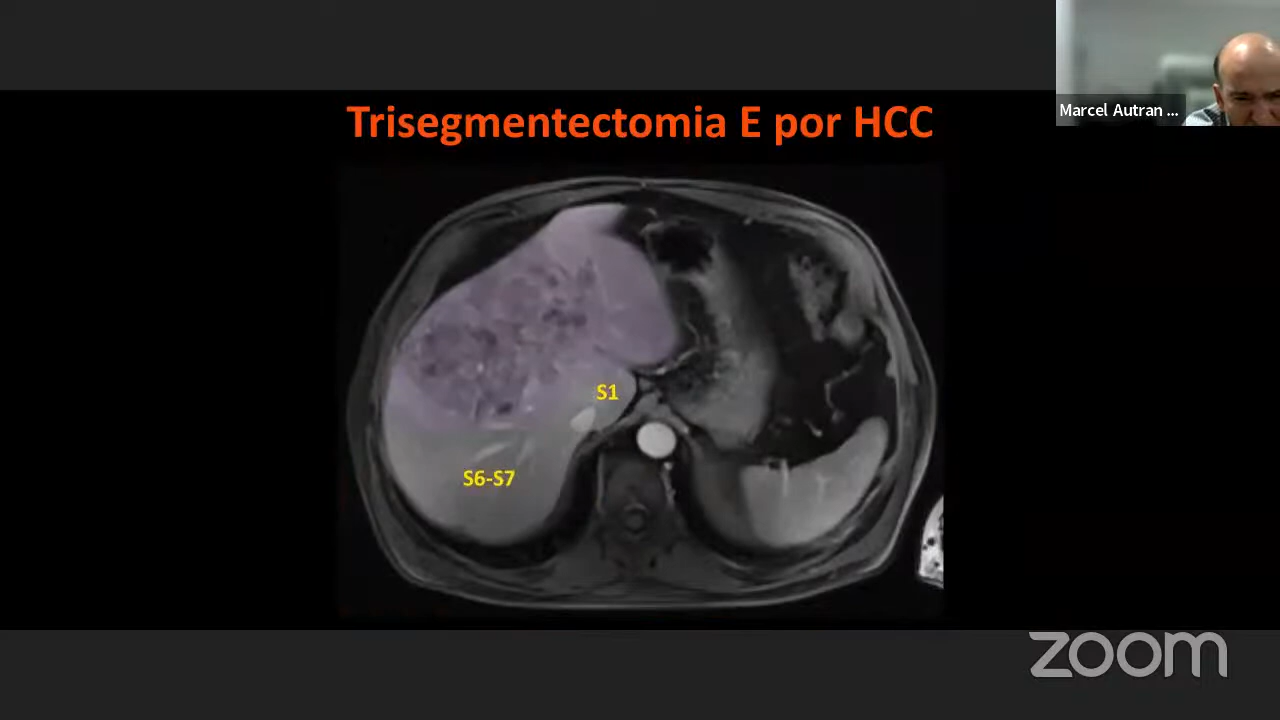 Trisegmentectomia E por HCC
Marcel Autran ...
S1
S6-S7
zoom